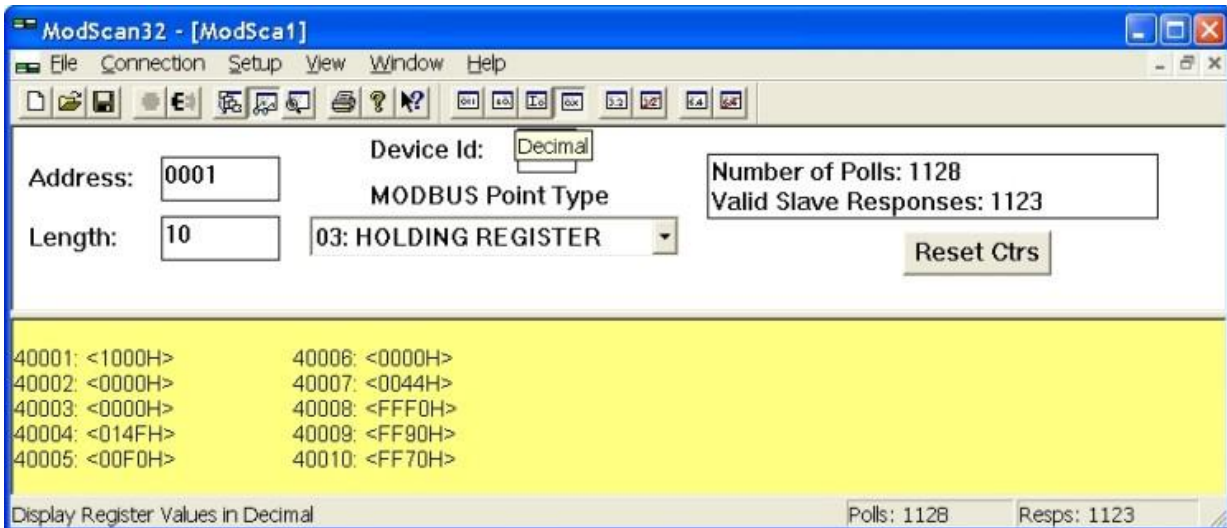 ModScan32 - [ModSca1]
File Connection Setup View Window Help
Device Id:
Decimal
Address: 0001
MODBUS Point Type
Number of Polls: 1128
Valid Slave Responses: 1123
Length: 10
03: HOLDING REGISTER
Reset Ctrs
40001: <1000H> 40006: <0000H>
40002: <0000H> 40007: <0044H>
40003: <0000H> 40008: <FFF0H>
40004: <014FH> 40009: <FF90H>
40005: <00F0H> 40010: <FF70H>
Display Register Values in Decimal Polls: 1128 Resps: 1123